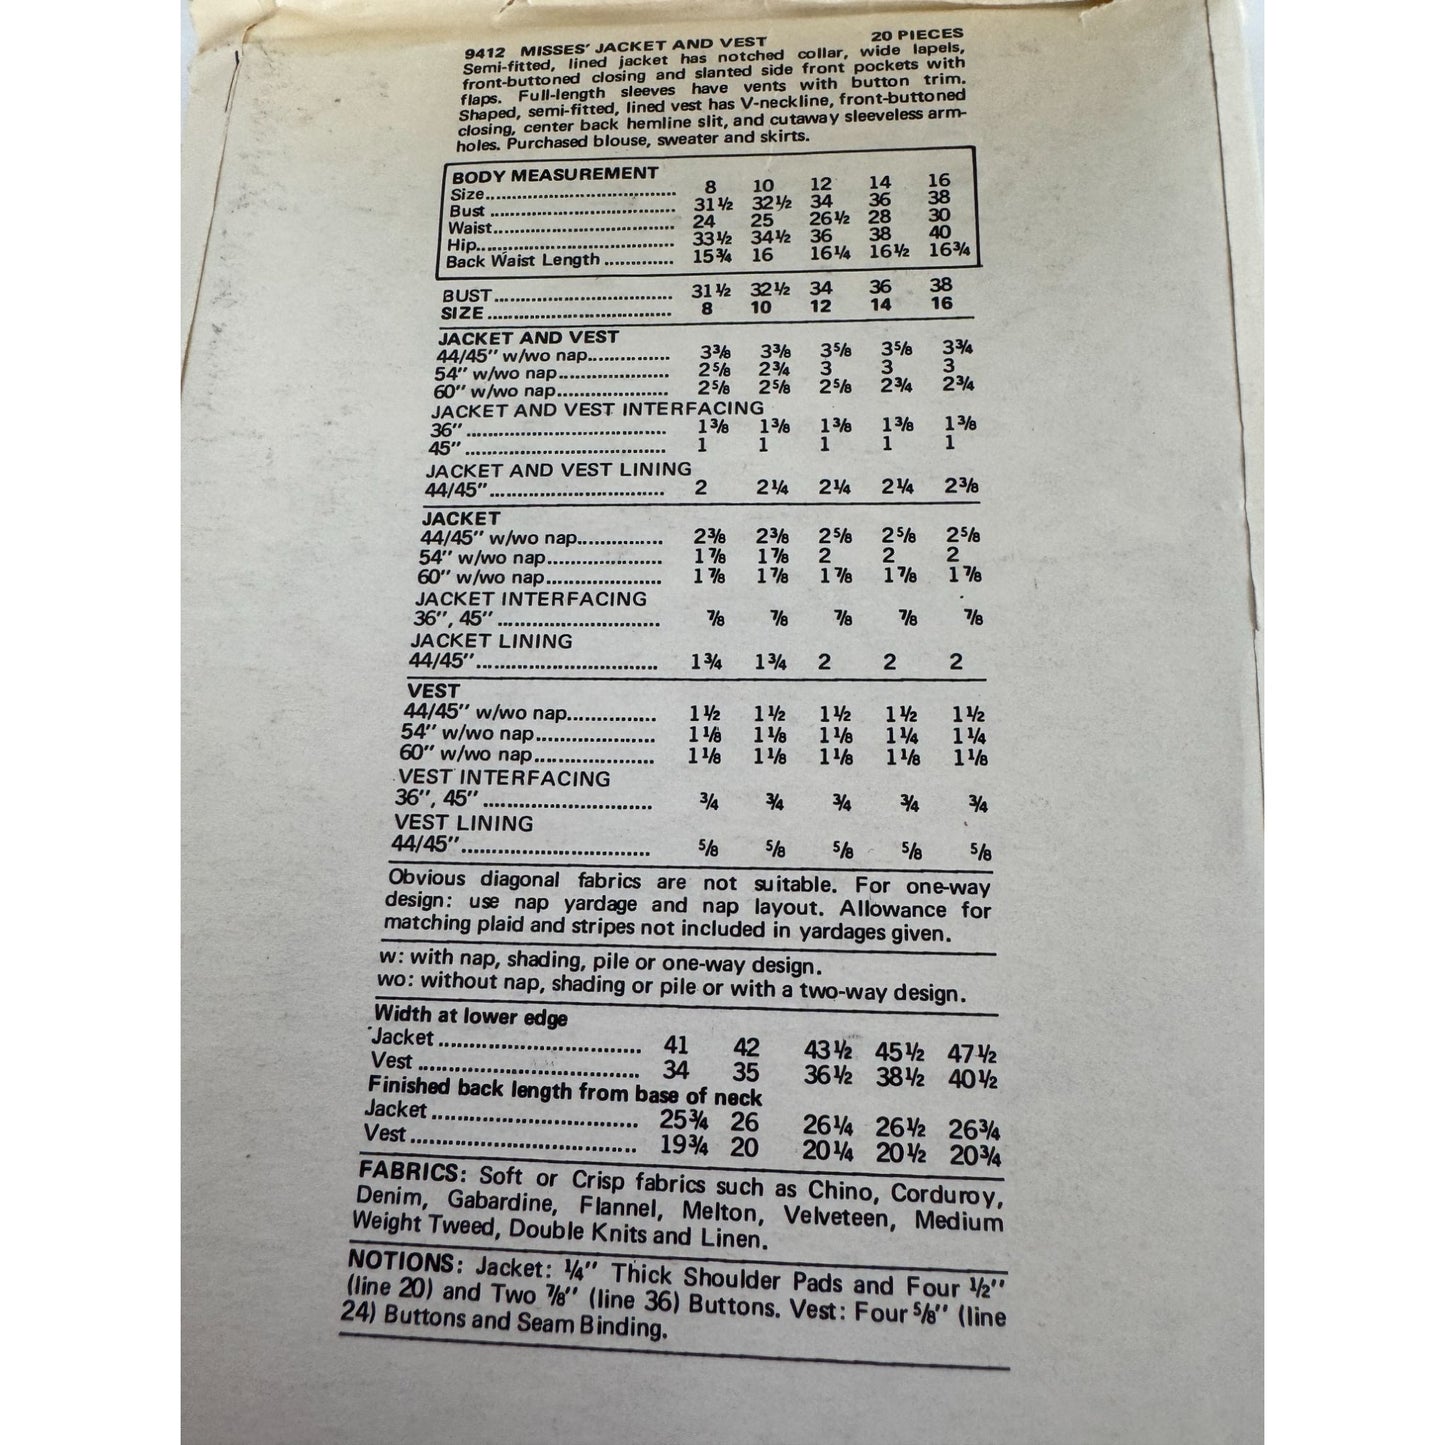 9412 MISSES' JACKET AND VEST 20 PIECES
Semi-fitted, lined jacket has notched collar, wide lapels,
front-buttoned closing and slanted side front pockets with
flaps. Full-length sleeves have vents with button trim.
Shaped, semi-fitted, lined vest has V-neckline, front-buttoned
closing, center back hemline slit, and cutaway sleeveless arm-
holes. Purchased blouse, sweater and skirts.
BODY MEASUREMENT
Size.................................. 8 10 12 14 16
Bust ................................. 31½ 32½ 34 36 38
Waist................................ 24 25 26½ 28 30
Hip................................... 33½ 34½ 36 38 40
Back Waist Length ............. 15¾ 16 16¼ 16½ 16¾
BUST................................. 31½ 32½ 34 36 38
SIZE.................................. 8 10 12 14 16
JACKET AND VEST
44/45" w/wo nap............... 3⅜ 3⅜ 3⅝ 3⅝ 3¾
54" w/wo nap.................... 2⅝ 2¾ 3 3 3
60" w/wo nap.................... 2⅝ 2⅝ 2⅝ 2¾ 2¾
JACKET AND VEST INTERFACING
36" .................................... 1⅜ 1⅜ 1⅜ 1⅜ 1⅜
45" .................................... 1 1 1 1 1
JACKET AND VEST LINING
44/45"................................ 2 2¼ 2¼ 2¼ 2⅜
JACKET
44/45" w/wo nap............... 2⅜ 2⅜ 2⅝ 2⅝ 2⅝
54" w/wo nap.................... 1⅞ 1⅞ 2 2 2
60" w/wo nap.................... 1⅞ 1⅞ 1⅞ 1⅞ 1⅞
JACKET INTERFACING
36", 45" ............................. ⅞ ⅞ ⅞ ⅞ ⅞
JACKET LINING
44/45"................................ 1¾ 1¾ 2 2 2
VEST
44/45" w/wo nap............... 1½ 1½ 1½ 1½ 1½
54" w/wo nap.................... 1⅛ 1⅛ 1⅛ 1¼ 1¼
60" w/wo nap.................... 1⅛ 1⅛ 1⅛ 1⅛ 1⅛
VEST INTERFACING
36", 45" ............................. ¾ ¾ ¾ ¾ ¾
VEST LINING
44/45"................................ ⅝ ⅝ ⅝ ⅝ ⅝
Obvious diagonal fabrics are not suitable. For one-way
design: use nap yardage and nap layout. Allowance for
matching plaid and stripes not included in yardages given.
w: with nap, shading, pile or one-way design.
wo: without nap, shading or pile or with a two-way design.
Width at lower edge
Jacket ................................ 41 42 43½ 45½ 47½
Vest ................................... 34 35 36½ 38½ 40½
Finished back length from base of neck
Jacket ................................ 25¾ 26 26¼ 26½ 26¾
Vest ................................... 19¾ 20 20¼ 20½ 20¾
FABRICS: Soft or Crisp fabrics such as Chino, Corduroy,
Denim, Gabardine, Flannel, Melton, Velveteen, Medium
Weight Tweed, Double Knits and Linen.
NOTIONS: Jacket: ¼" Thick Shoulder Pads and Four ½"
(line 20) and Two ⅞" (line 36) Buttons. Vest: Four ⅝" (line
24) Buttons and Seam Binding.